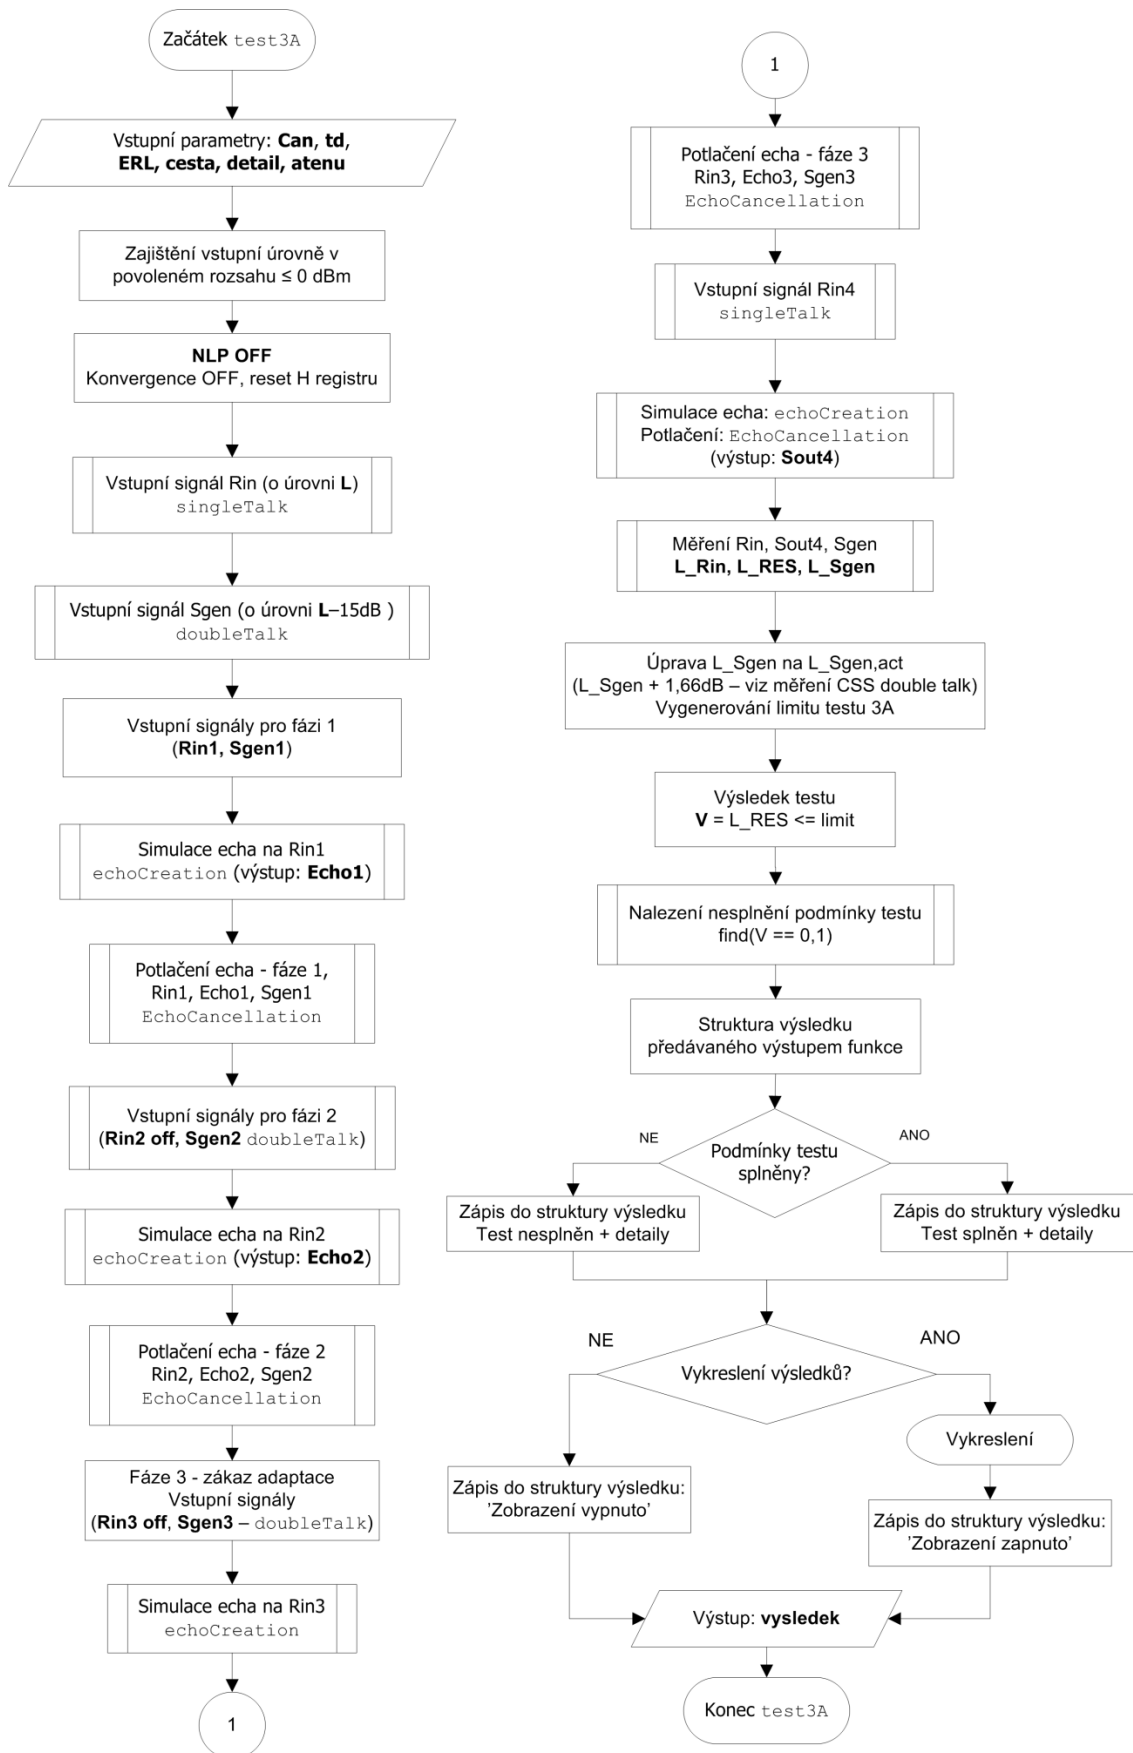 Začátek test3A
Vstupní parametry: Can, td,
ERL, cesta, detail, atenu
Zajištění vstupní úrovně v
povoleném rozsahu ≤ 0 dBm
NLP OFF
Konvergence OFF, reset H registru
Vstupní signál Rin (o úrovni L)
singleTalk
Vstupní signál Sgen (o úrovni L–15dB )
doubleTalk
Vstupní signály pro fázi 1
(Rin1, Sgen1)
Simulace echa na Rin1
echoCreation (výstup: Echo1)
Potlačení echa - fáze 1,
Rin1, Echo1, Sgen1
EchoCancellation
Vstupní signály pro fázi 2
(Rin2 off, Sgen2 doubleTalk)
Simulace echa na Rin2
echoCreation (výstup: Echo2)
Potlačení echa - fáze 2
Rin2, Echo2, Sgen2
EchoCancellation
Fáze 3 - zákaz adaptace
Vstupní signály
(Rin3 off, Sgen3 – doubleTalk)
Simulace echa na Rin3
echoCreation
1
1
Potlačení echa - fáze 3
Rin3, Echo3, Sgen3
EchoCancellation
Vstupní signál Rin4
singleTalk
Simulace echa: echoCreation
Potlačení: EchoCancellation
(výstup: Sout4)
Měření Rin, Sout4, Sgen
L_Rin, L_RES, L_Sgen
Úprava L_Sgen na L_Sgen,act
(L_Sgen + 1,66dB – viz měření CSS double talk)
Vygenerování limitu testu 3A
Výsledek testu
V = L_RES <= limit
Nalezení nesplnění podmínky testu
find(V == 0,1)
Struktura výsledku
předávaného výstupem funkce
NE
ANO
Podmínky testu
splněny?
Zápis do struktury výsledku
Test nesplněn + detaily
Zápis do struktury výsledku
Test splněn + detaily
NE
ANO
Vykreslení výsledků?
Vykreslení
Zápis do struktury výsledku:
’Zobrazení vypnuto’
Zápis do struktury výsledku:
’Zobrazení zapnuto’
Výstup: vysledek
Konec test3A